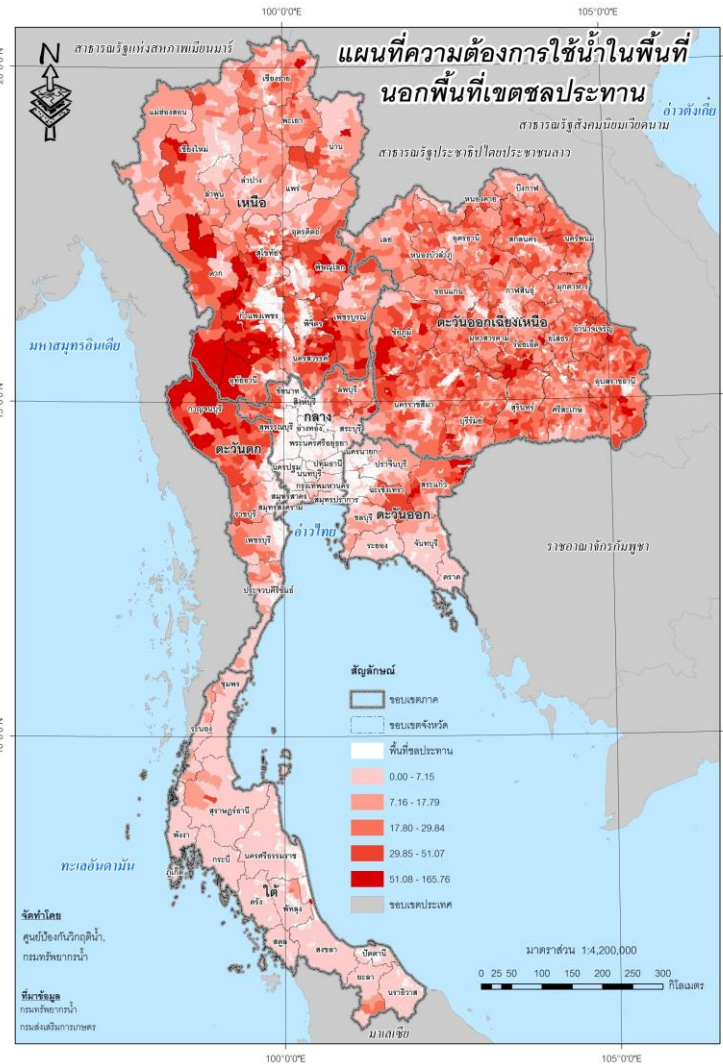 100°0'0"E
105°0'0"E
สาธารณรัฐแห่งสหภาพเมียนมาร์
N
แผนที่ความต้องการใช้น้ำในพื้นที่
นอกพื้นที่เขตชลประทาน
อ่าวตังเกี๋ย
สาธารณรัฐสังคมนิยมเวียดนาม
สาธารณรัฐประชาธิปไตยประชาชนลาว
เชียงราย
แม่ฮ่องสอน
พะเยา
น่าน
เชียงใหม่
ลำปาง
แพร่
ลำพูน
เหนือ
อุตรดิตถ์
สุโขทัย
ตาก
พิษณุโลก
กำแพงเพชร
พิจิตร
เพชรบูรณ์
นครสวรรค์
อุทัยธานี
บึงกาฬ
หนองคาย
เลย
อุดรธานี
สกลนคร
นครพนม
หนองบัวลำภู
ขอนแก่น
กาฬสินธุ์
มุกดาหาร
ตะวันออกเฉียงเหนือ
ชัยภูมิ
มหาสารคาม
ร้อยเอ็ด
ยโสธร
อำนาจเจริญ
อุบลราชธานี
นครราชสีมา
บุรีรัมย์
สุรินทร์
ศรีสะเกษ
มหาสมุทรอินเดีย
กาญจนบุรี
ตะวันตก
ราชบุรี
เพชรบุรี
ประจวบคีรีขันธ์
ชัยนาท
สิงห์บุรี
ลพบุรี
กลาง
สุพรรณบุรี
อ่างทอง
สระบุรี
พระนครศรีอยุธยา
นครนายก
นครปฐม
ปทุมธานี
นนทบุรี
กรุงเทพมหานคร
สมุทรสาคร
สมุทรปราการ
สมุทรสงคราม
ปราจีนบุรี
ฉะเชิงเทรา
สระแก้ว
ตะวันออก
ชลบุรี
ระยอง
จันทบุรี
ตราด
อ่าวไทย
ราชอาณาจักรกัมพูชา
ชุมพร
ระนอง
สุราษฎร์ธานี
พังงา
กระบี่
นครศรีธรรมราช
ภูเก็ต
ใต้
ตรัง
พัทลุง
สตูล
สงขลา
ปัตตานี
ยะลา
นราธิวาส
มาเลเซีย
ทะเลอันดามัน
สัญลักษณ์
ขอบเขตภาค
ขอบเขตจังหวัด
พื้นที่ชลประทาน
0.00 - 7.15
7.16 - 17.79
17.80 - 29.84
29.85 - 51.07
51.08 - 165.76
ขอบเขตประเทศ
จัดทำโดย
ศูนย์ป้องกันวิกฤติน้ำ,
กรมทรัพยากรน้ำ
ที่มาข้อมูล
กรมทรัพยากรน้ำ
กรมส่งเสริมการเกษตร
มาตราส่วน 1:4,200,000
0 25 50 100 150 200 250 300
กิโลเมตร
100°0'0"E
105°0'0"E